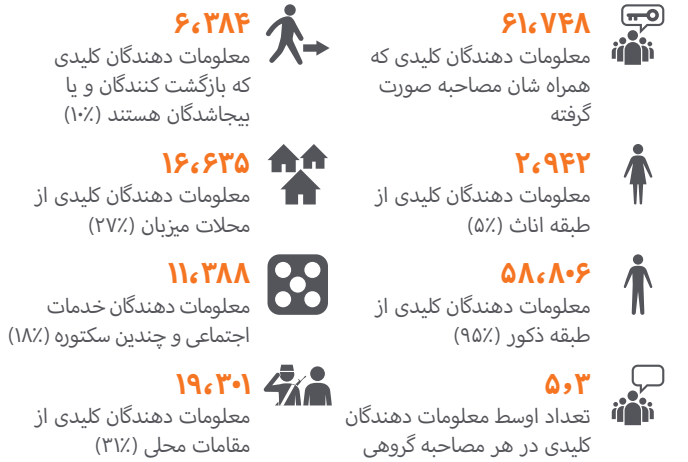 ۶۱،۷۴۸
معلومات دهندگان کلیدی که
همراه شان مصاحبه صورت
گرفته
۲،۹۴۲
معلومات دهندگان کلیدی از
طبقه اناث (۵٪)
۵۸،۸۰۶
معلومات دهندگان کلیدی از
طبقه ذکور (۹۵٪)
۵،۳
تعداد اوسط معلومات دهندگان
کلیدی در هر مصاحبه گروهی
۶،۳۸۴
معلومات دهندگان کلیدی
که بازگشت کنندگان و یا
بیجاشدگان هستند (۱۰٪)
۱۶،۶۳۵
معلومات دهندگان کلیدی از
محلات میزبان (۲۷٪)
۱۱،۳۸۸
معلومات دهندگان خدمات
اجتماعی و چندین سکتوره (۱۸٪)
۱۹،۳۰۱
معلومات دهندگان کلیدی از
مقامات محلی (۳۱٪)